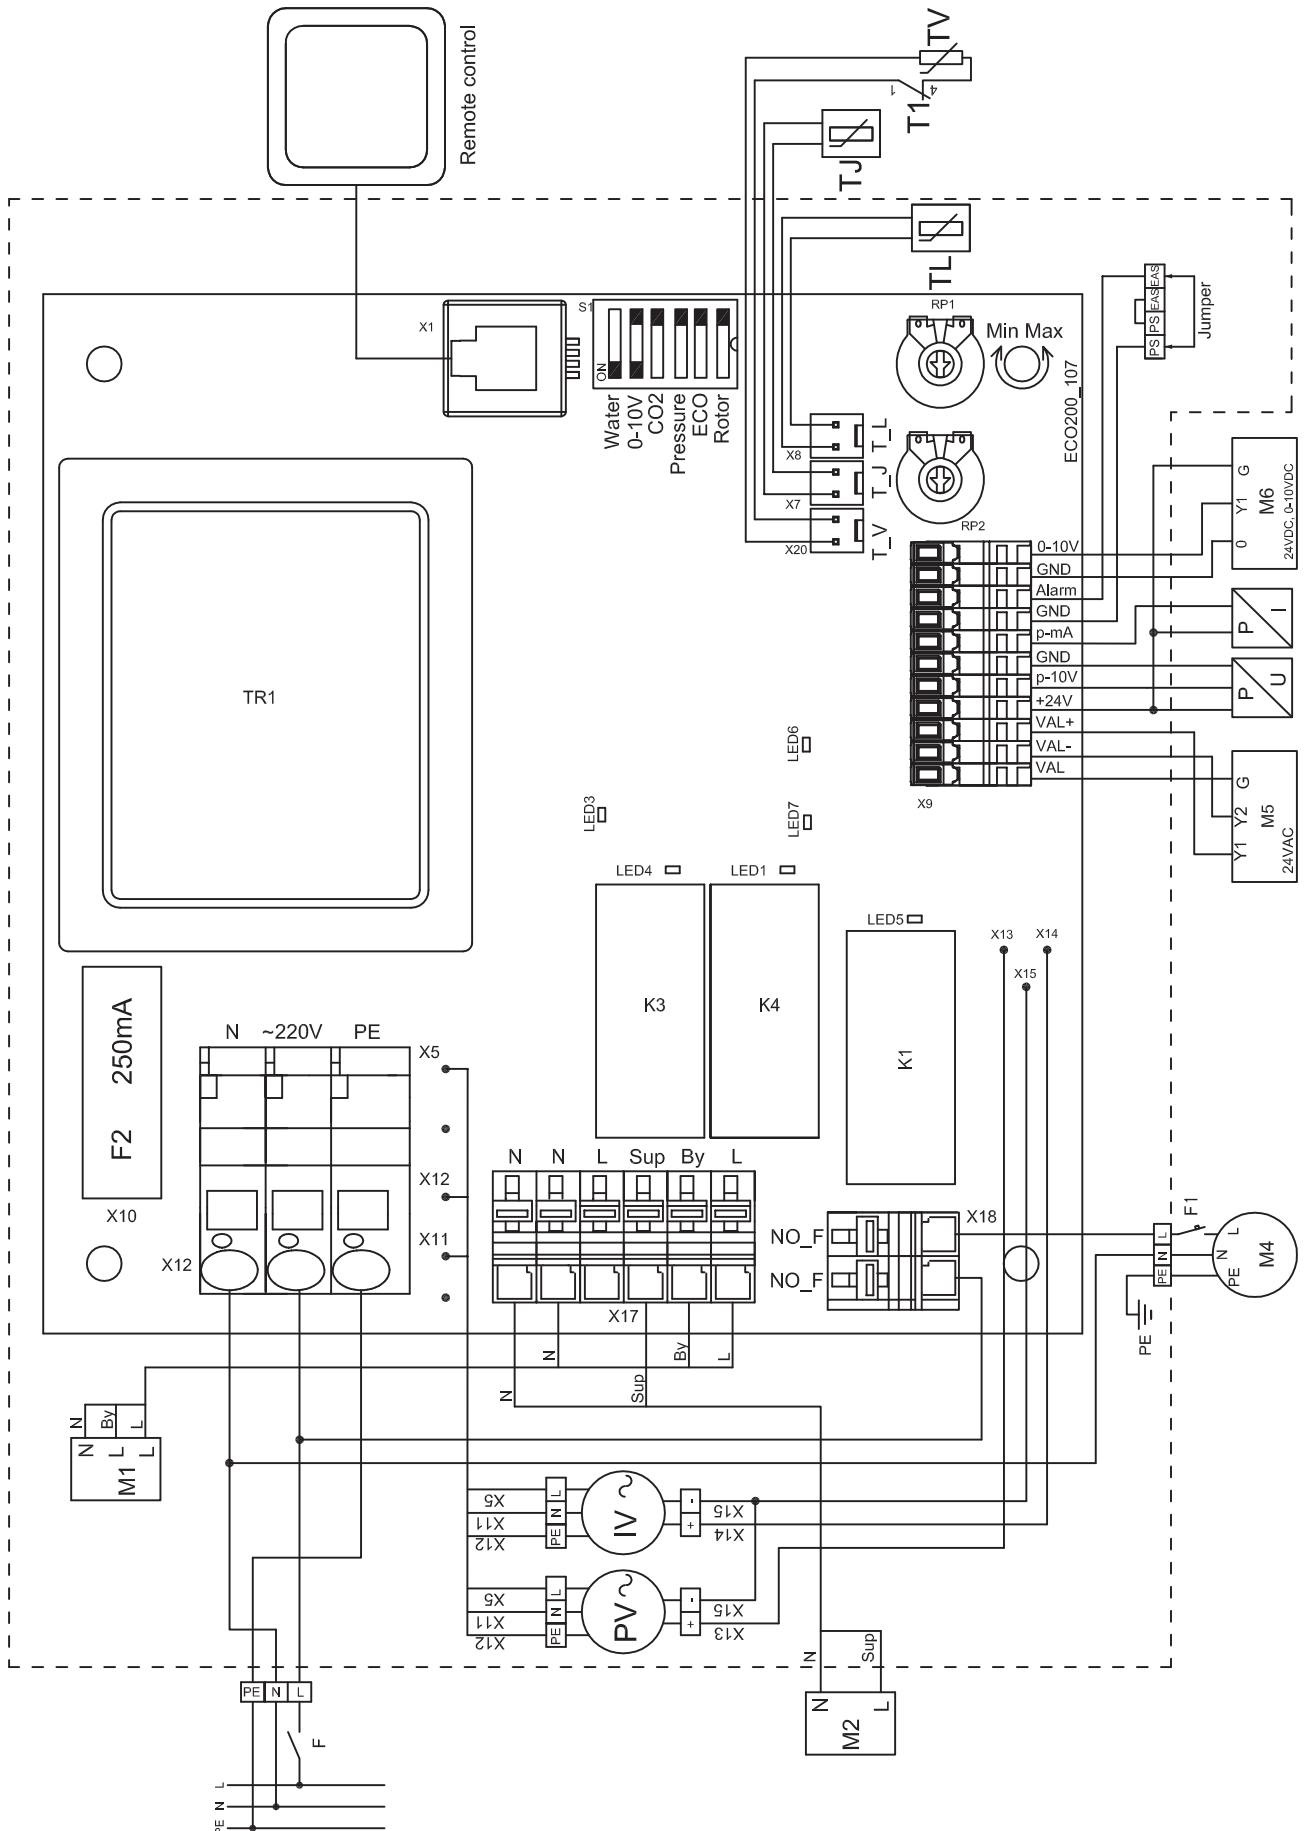 Remote control
TV
1
4
T1
TJ
TL
EAS
EAS
PS
PS
Jumper
X1
S1
ON
Water
0-10V
CO2
Pressure
ECO
Rotor
RP1
Min Max
ECO200_107
X8
T_L
X7
T_J
X20
T_V
RP2
0-10V
GND
Alarm
GND
p-mA
GND
p-10V
+24V
VAL+
VAL-
VAL
X9
G
Y1
0
M6
24VDC, 0-10VDC
P
I
P
U
G
Y2
Y1
M5
24VAC
TR1
LED6
LED3
LED7
LED4
LED1
LED5
K3
K4
K1
X13
X14
X15
F2 250mA
X10
N
~220V
PE
X5
X12
X11
X12
N
N
L
Sup
By
L
X17
NO_F
NO_F
X18
F1
L
N
PE
L
N
PE
M4
PE
N
By
L
N
Sup
N
By
L
N
L
L
M1
X5
X11
X12
L
N
PE
IV
-
+
X15
X14
X5
X11
X12
L
N
PE
PV
-
+
X15
X13
N
Sup
N
L
M2
PE
N
L
F
L
N
PE